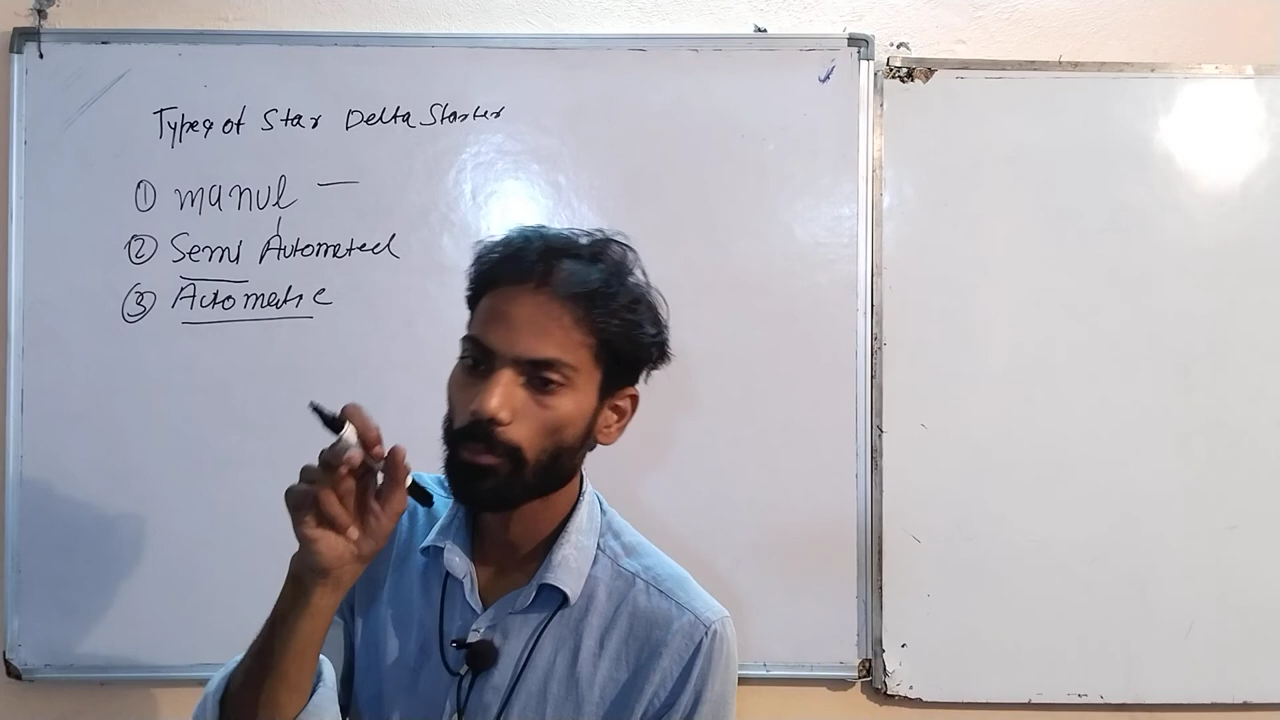 Types of Star Delta Starter
① manul —
② Semi Automated
③ Automatic